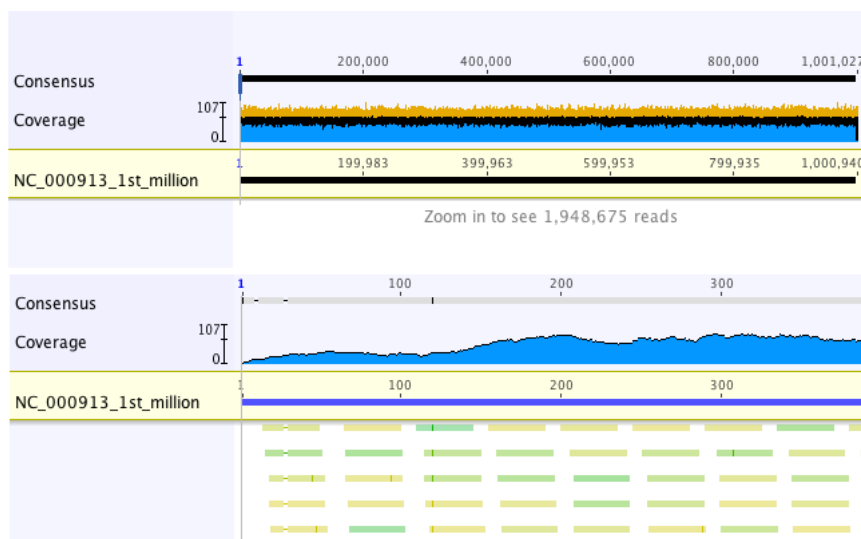 1 200,000 400,000 600,000 800,000 1,001,027
Consensus
Coverage 107 0
1 199,983 399,963 599,953 799,935 1,000,940
NC_000913_1st_million
Zoom in to see 1,948,675 reads
1 100 200 300
Consensus
Coverage 107 0
1 100 200 300
NC_000913_1st_million